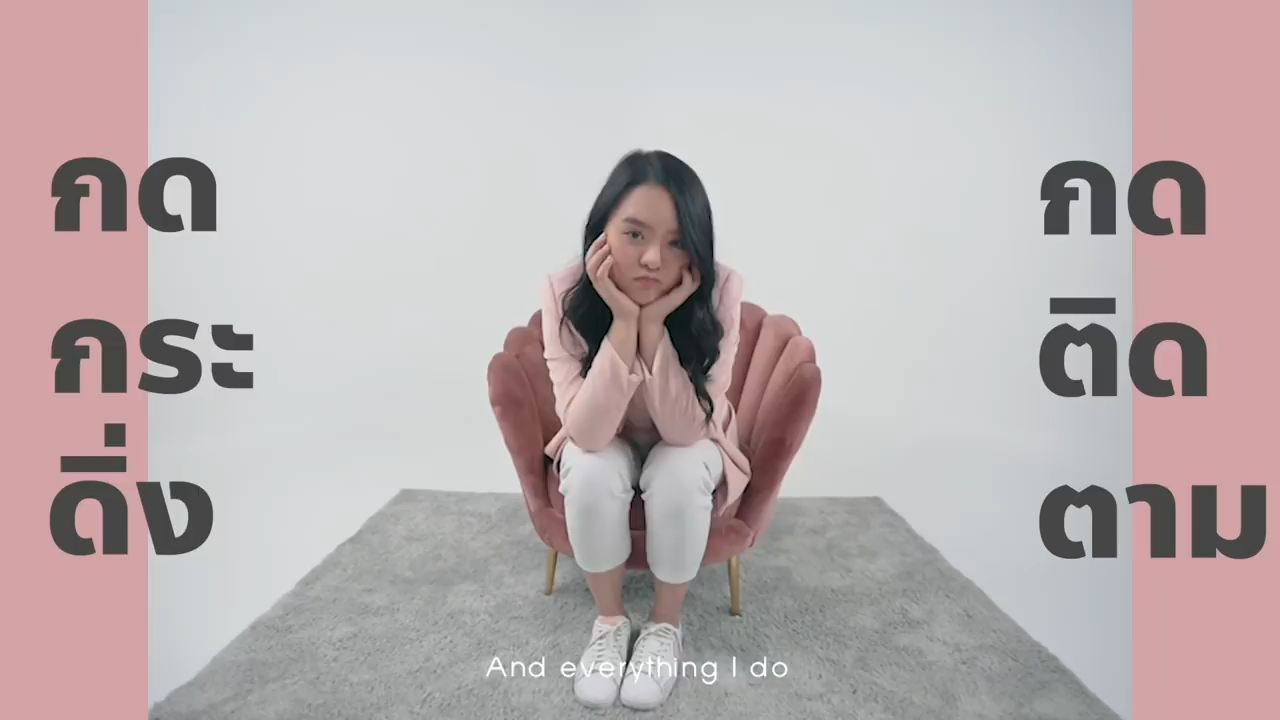 กด
กระ
ดิ่ง
กด
ติด
ตาม
And everything I do